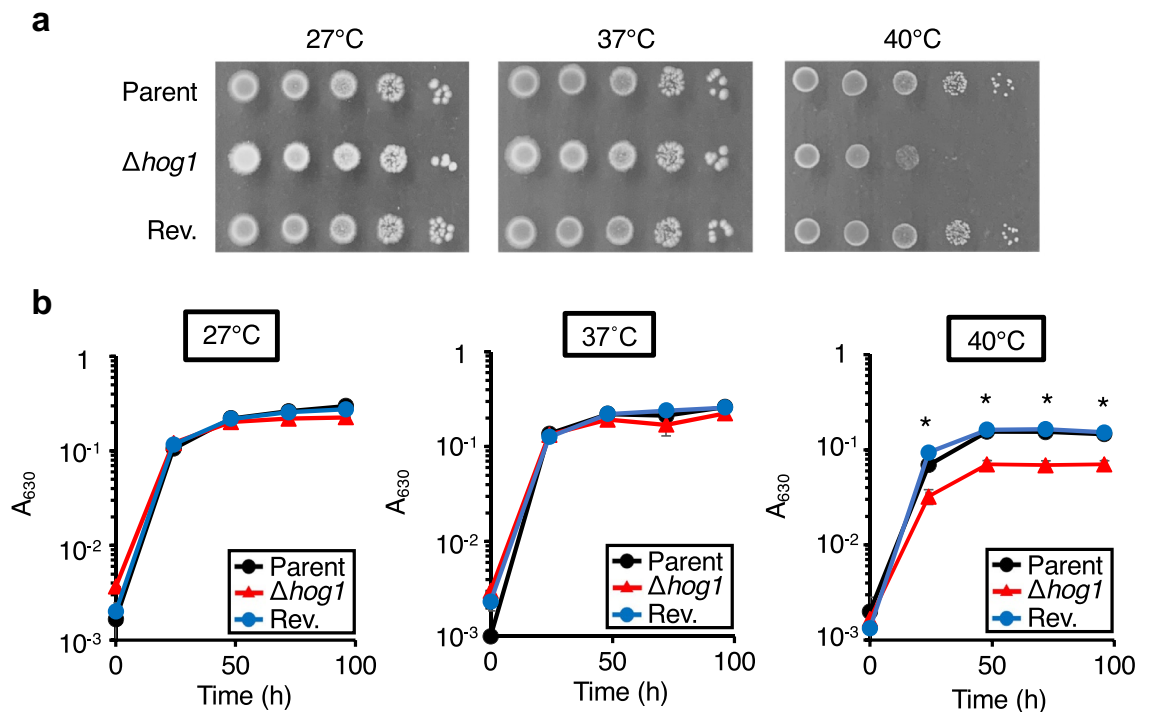 a
27°C 37°C 40°C
Parent
Δhog1
Rev.
b
27°C
1
10-1
10-2
10-3
A630
0 50 100
Time (h)
Parent
Δhog1
Rev.
37°C
1
10-1
10-2
10-3
A630
0 50 100
Time (h)
Parent
Δhog1
Rev.
40°C
1
10-1
10-2
10-3
A630
* * * *
0 50 100
Time (h)
Parent
Δhog1
Rev.